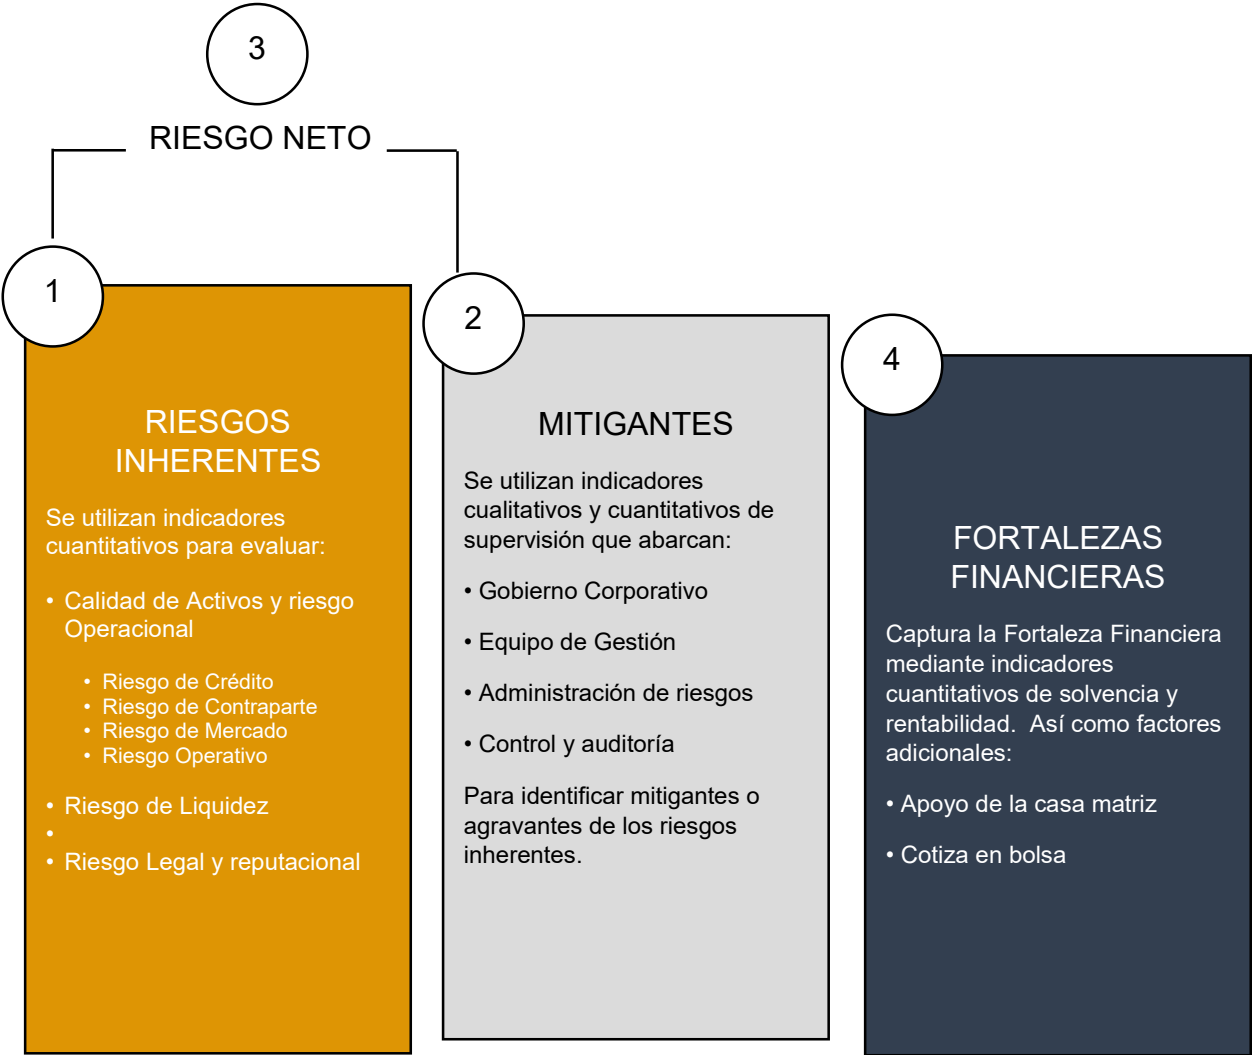 3
RIESGO NETO
1
RIESGOS
INHERENTES
Se utilizan indicadores
cuantitativos para evaluar:
• Calidad de Activos y riesgo
Operacional
• Riesgo de Crédito
• Riesgo de Contraparte
• Riesgo de Mercado
• Riesgo Operativo
• Riesgo de Liquidez
•
• Riesgo Legal y reputacional
2
MITIGANTES
Se utilizan indicadores
cualitativos y cuantitativos de
supervisión que abarcan:
• Gobierno Corporativo
• Equipo de Gestión
• Administración de riesgos
• Control y auditoría
Para identificar mitigantes o
agravantes de los riesgos
inherentes.
4
FORTALEZAS
FINANCIERAS
Captura la Fortaleza Financiera
mediante indicadores
cuantitativos de solvencia y
rentabilidad.  Así como factores
adicionales:
• Apoyo de la casa matriz
• Cotiza en bolsa